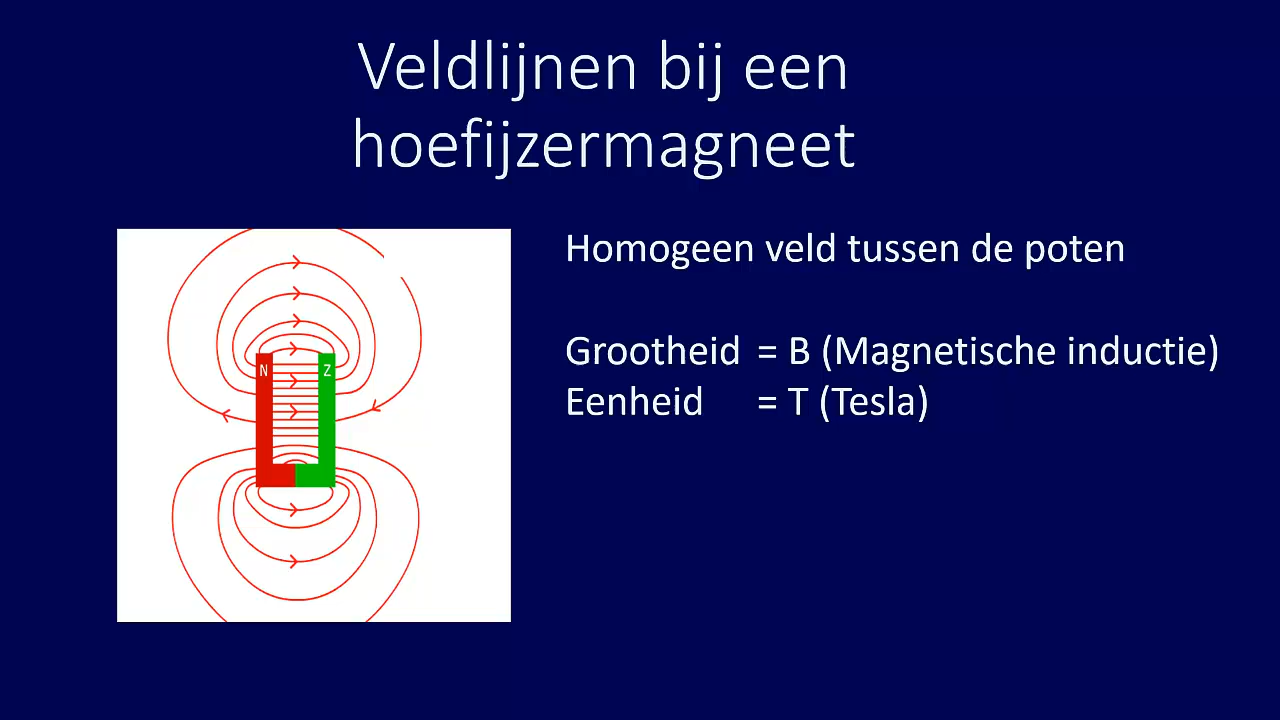 Veldlijnen bij een
hoefijzermagneet
N
Z
Homogeen veld tussen de poten
Grootheid = B (Magnetische inductie)
Eenheid = T (Tesla)